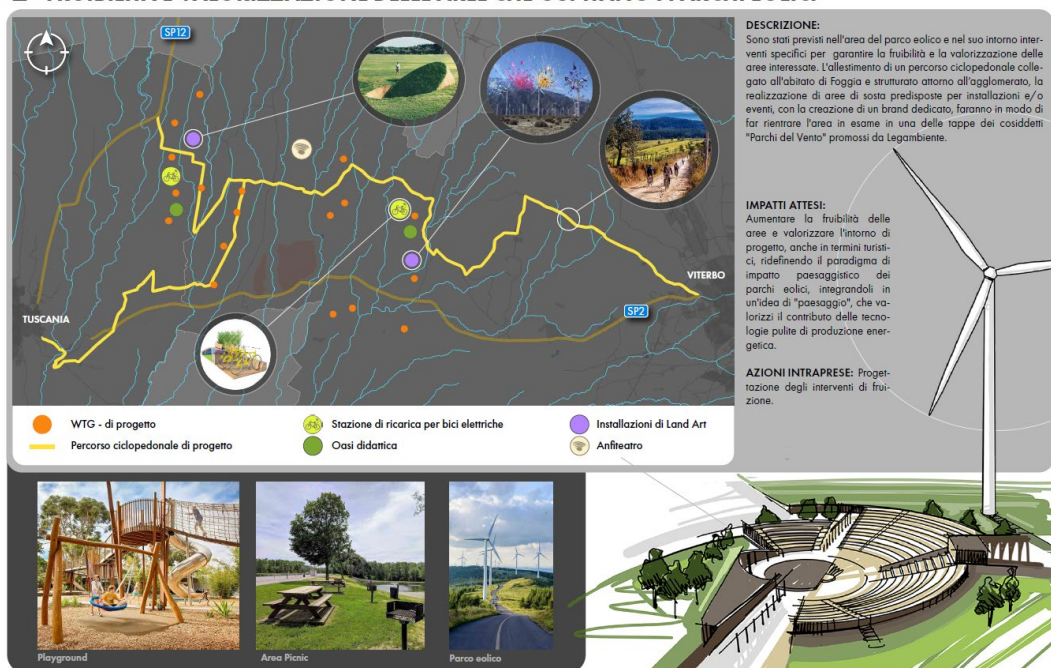 SP12
TUSCANIA
VITERBO
SP2
WTG - di progetto
Percorso ciclopedonale di progetto
Stazione di ricarica per bici elettriche
Oasi didattica
Installazioni di Land Art
Anfiteatro
DESCRIZIONE:
Sono stati previsti nell'area del parco eolico e nel suo intorno inter-
venti specifici per garantire la fruibilità e la valorizzazione delle
aree interessate. L'allestimento di un percorso ciclopedonale colle-
gato all'abitato di Foggia e strutturato attorno all'agglomerato, la
realizzazione di aree di sosta predisposte per installazioni e/o
eventi, con la creazione di un brand dedicato, faranno in modo di
far rientrare l'area in esame in una delle tappe dei cosiddetti
"Parchi del Vento" promossi da Legambiente.
IMPATTI ATTESI:
Aumentare la fruibilità delle
aree e valorizzare l'intorno di
progetto, anche in termini turisti-
ci, ridefinendo il paradigma di
impatto paesaggistico dei
parchi eolici, integrandoli in
un'idea di "paesaggio", che va-
lorizzi il contributo delle tecno-
logie pulite di produzione ener-
getica.
AZIONI INTRAPRESE: Proget-
tazione degli interventi di frui-
zione.
Playground
Area Picnic
Parco eolico